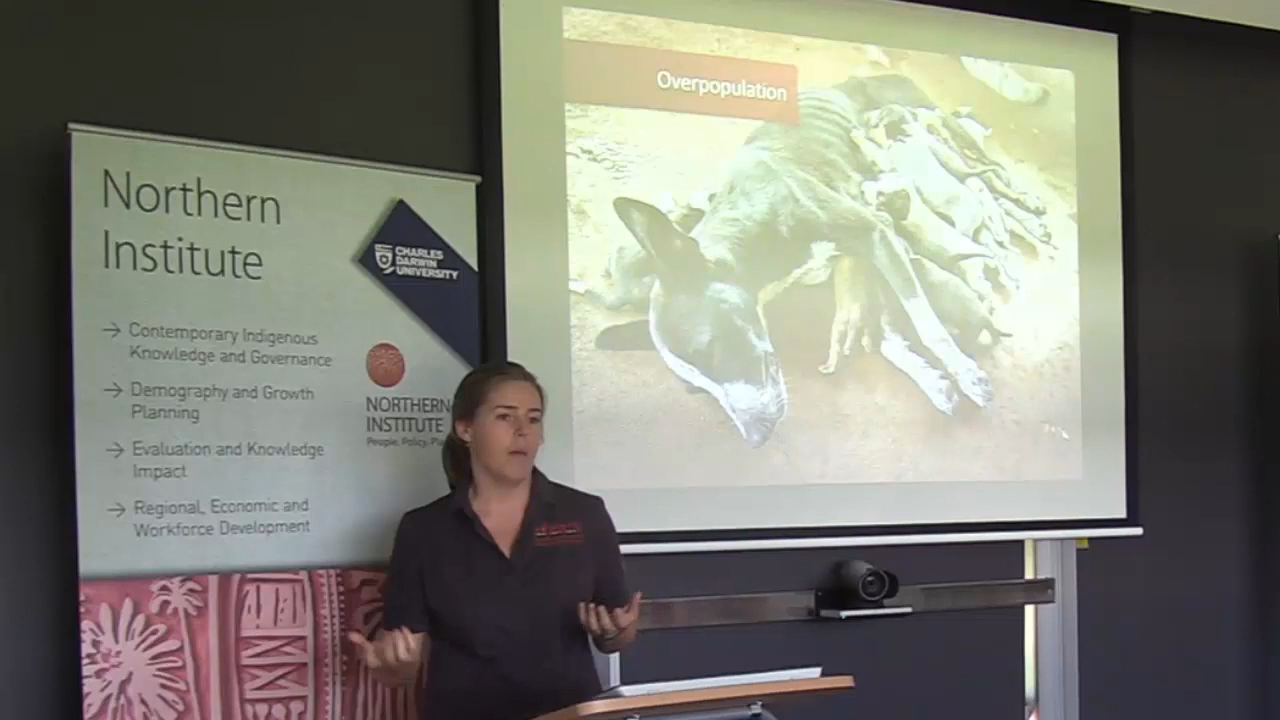 Northern
Institute
CHARLES
DARWIN
UNIVERSITY
→ Contemporary Indigenous
Knowledge and Governance
→ Demography and Growth
Planning
→ Evaluation and Knowledge
Impact
→ Regional, Economic and
Workforce Development
NORTHERN
INSTITUTE
People. Policy.
Overpopulation